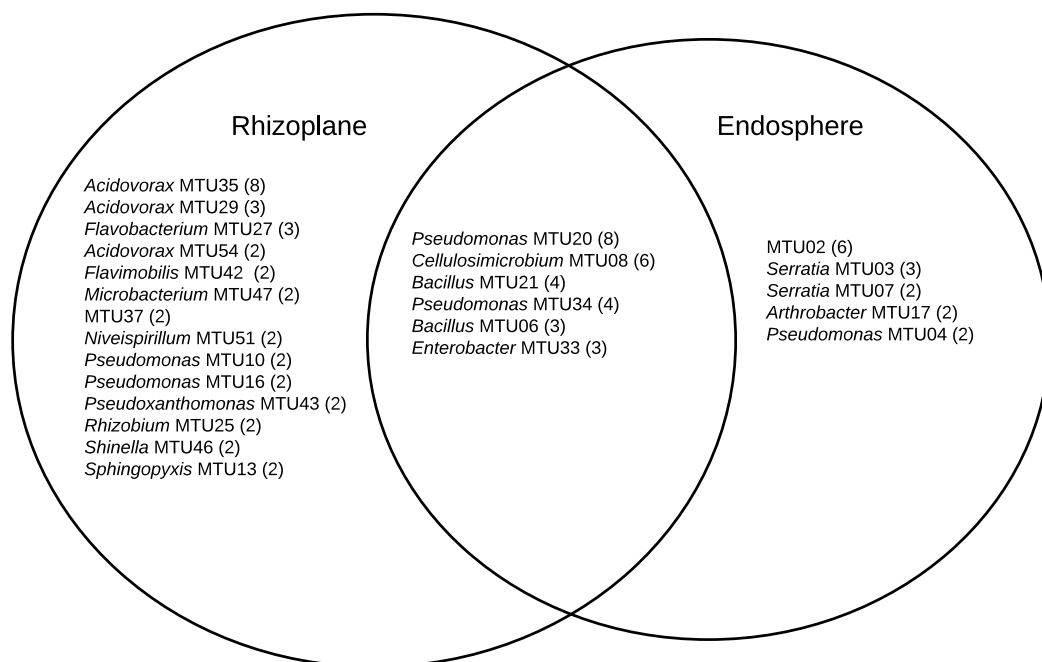 Rhizoplane
Acidovorax MTU35 (8)
Acidovorax MTU29 (3)
Flavobacterium MTU27 (3)
Acidovorax MTU54 (2)
Flavimobilis MTU42  (2)
Microbacterium MTU47 (2)
MTU37 (2)
Niveispirillum MTU51 (2)
Pseudomonas MTU10 (2)
Pseudomonas MTU16 (2)
Pseudoxanthomonas MTU43 (2)
Rhizobium MTU25 (2)
Shinella MTU46 (2)
Sphingopyxis MTU13 (2)
Pseudomonas MTU20 (8)
Cellulosimicrobium MTU08 (6)
Bacillus MTU21 (4)
Pseudomonas MTU34 (4)
Bacillus MTU06 (3)
Enterobacter MTU33 (3)
Endosphere
MTU02 (6)
Serratia MTU03 (3)
Serratia MTU07 (2)
Arthrobacter MTU17 (2)
Pseudomonas MTU04 (2)